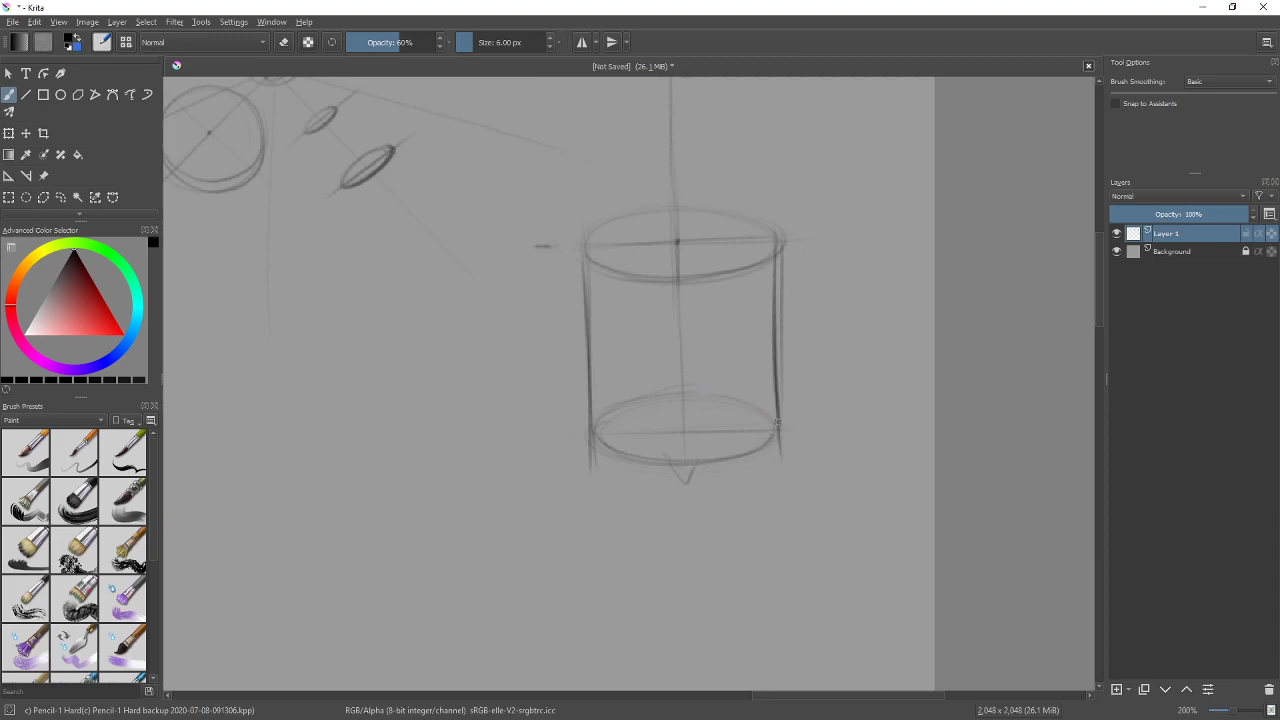 * - Krita
File Edit View Image Layer Select Filter Tools Settings Window Help
Normal Opacity: 60% Size: 6.00 px
[Not Saved] (26.1 MiB) *
Tool Options
Brush Smoothing: Basic
Snap to Assistants
Layers
Normal
Opacity: 100%
Layer 1
Background
Advanced Color Selector
Brush Presets
Paint Tag
Search
c) Pencil-1 Hard(c) Pencil-1 Hard backup 2020-07-08-091306.kpp) RGB/Alpha (8-bit integer/channel) sRGB-elle-V2-srgbtrc.icc 2,048 x 2,048 (26.1 MiB) 200%